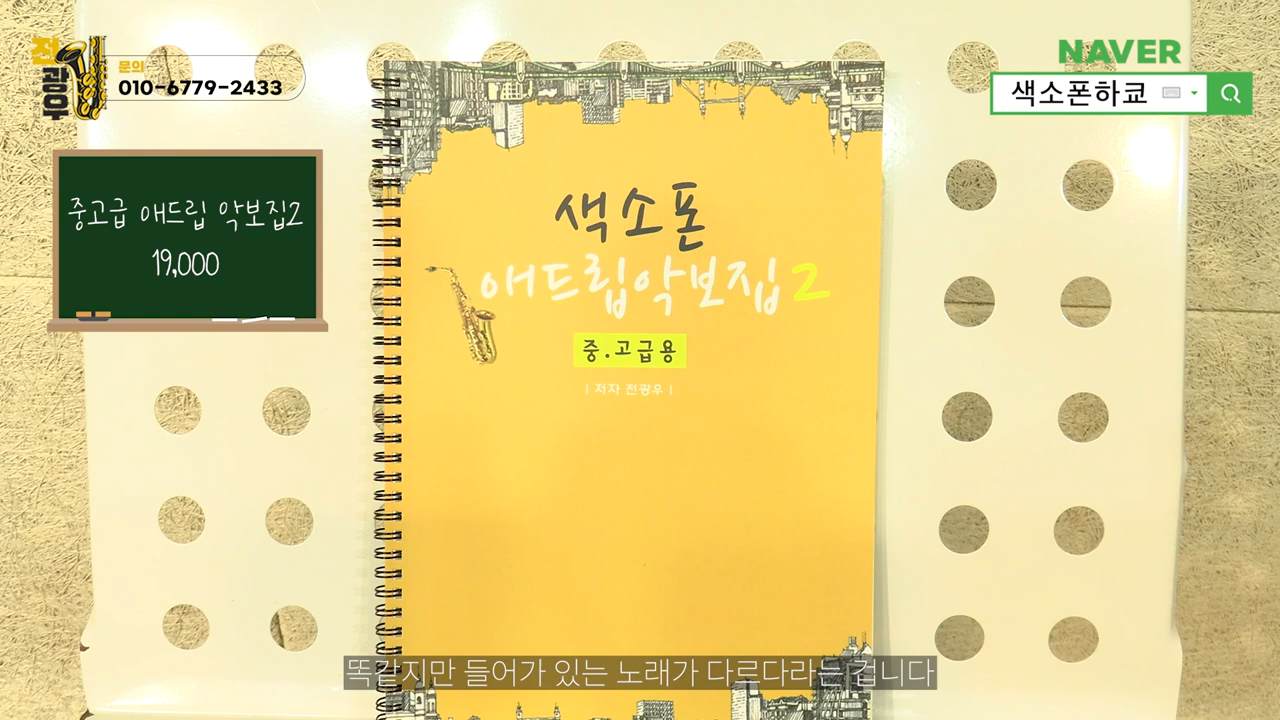 전광우
문의
010-6779-2433
NAVER
색소폰하쿄
중고급 애드립 악보집2
19,000
색소폰
애드립악보집2
중.고급용
| 저자 전광우 |
똑같지만 들어가 있는 노래가 다르다라는 겁니다